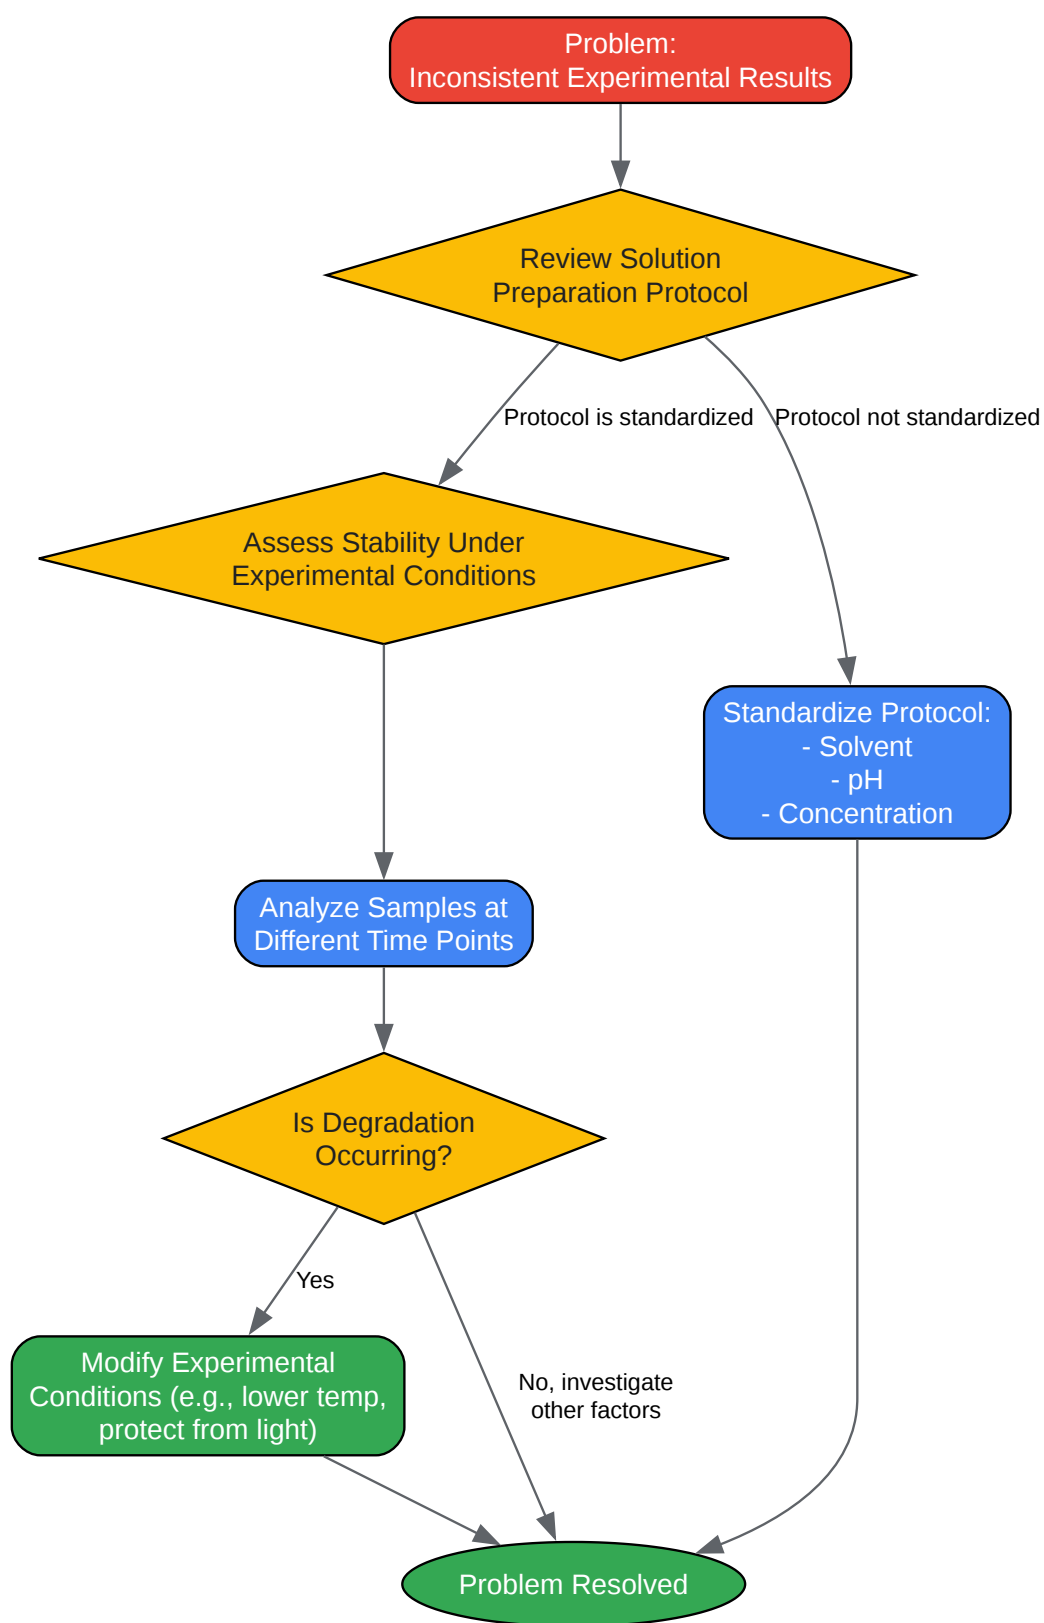 Problem:
Inconsistent Experimental Results
Review Solution
Preparation Protocol
Protocol is standardized
Protocol not standardized
Assess Stability Under
Experimental Conditions
Standardize Protocol:
- Solvent
- pH
- Concentration
Analyze Samples at
Different Time Points
Is Degradation
Occurring?
Yes
Modify Experimental
Conditions (e.g., lower temp,
protect from light)
No, investigate
other factors
Problem Resolved